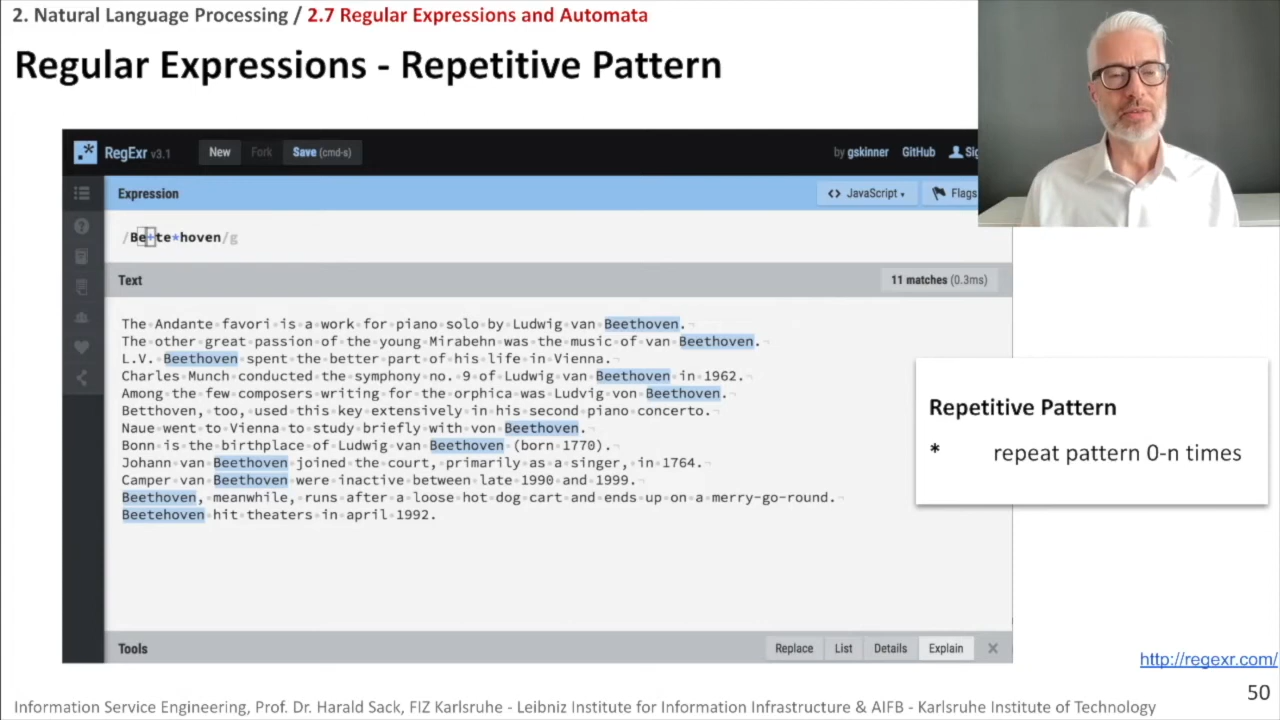 2. Natural Language Processing / 2.7 Regular Expressions and Automata
Regular Expressions - Repetitive Pattern
.* RegExr v3.1 New Fork Save (cmd-s) by gskinner GitHub
Expression <> JavaScript Flags
/Be+te*hoven/g
Text 11 matches (0.3ms)
The Andante favori is a work for piano solo by Ludwig van Beethoven.
The other great passion of the young Mirabehn was the music of van Beethoven.
L.V. Beethoven spent the better part of his life in Vienna.
Charles Munch conducted the symphony no. 9 of Ludwig van Beethoven in 1962.
Among the few composers writing for the orphica was Ludvig von Beethoven.
Betthoven, too, used this key extensively in his second piano concerto.
Naue went to Vienna to study briefly with von Beethoven.
Bonn is the birthplace of Ludwig van Beethoven (born 1770).
Johann van Beethoven joined the court, primarily as a singer, in 1764.
Camper van Beethoven were inactive between late 1990 and 1999.
Beethoven, meanwhile, runs after a loose hot dog cart and ends up on a merry-go-round.
Beetehoven hit theaters in april 1992.
Repetitive Pattern
* repeat pattern 0-n times
Tools Replace List Details Explain
http://regexr.com/
50
Information Service Engineering, Prof. Dr. Harald Sack, FIZ Karlsruhe - Leibniz Institute for Information Infrastructure & AIFB - Karlsruhe Institute of Technology